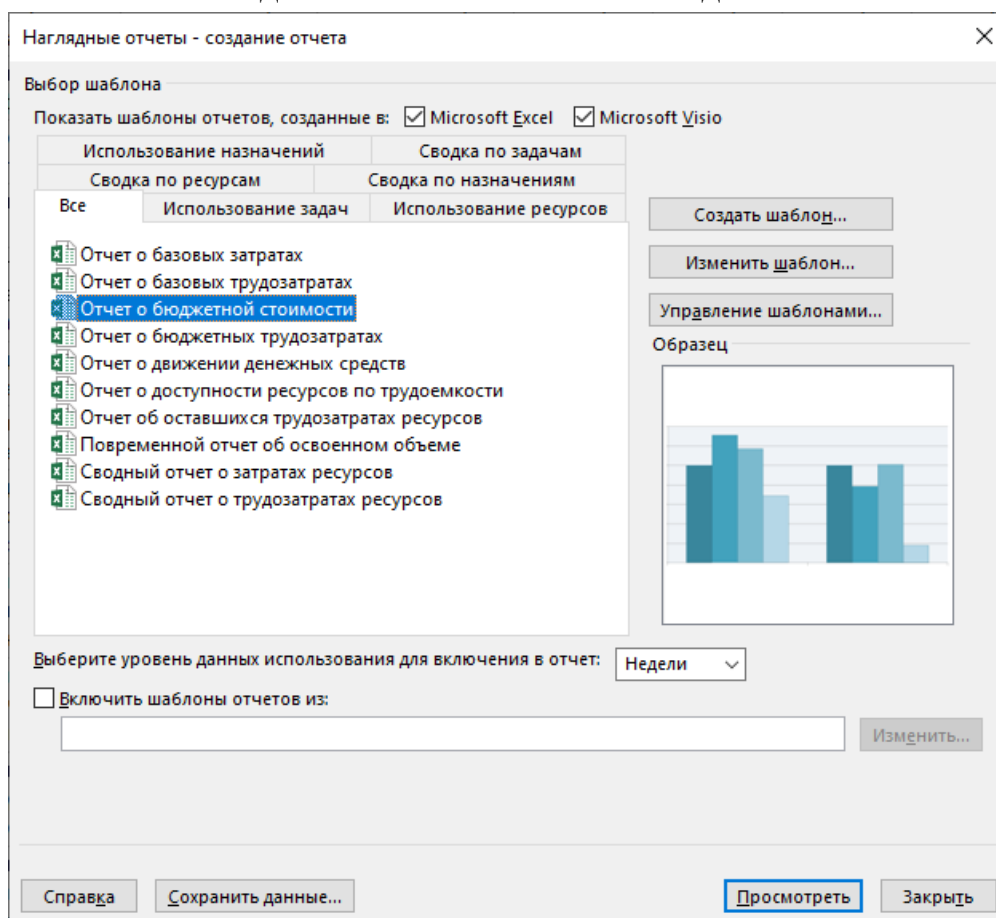 Наглядные отчеты - создание отчета
Выбор шаблона
Показать шаблоны отчетов, созданные в: Microsoft Excel Microsoft Visio
Использование назначений Сводка по задачам
Сводка по ресурсам Сводка по назначениям
Все Использование задач Использование ресурсов
Отчет о базовых затратах
Отчет о базовых трудозатратах
Отчет о бюджетной стоимости
Отчет о бюджетных трудозатратах
Отчет о движении денежных средств
Отчет о доступности ресурсов по трудоемкости
Отчет об оставшихся трудозатратах ресурсов
Повременной отчет об освоенном объеме
Сводный отчет о затратах ресурсов
Сводный отчет о трудозатратах ресурсов
Создать шаблон...
Изменить шаблон...
Управление шаблонами...
Образец
Выберите уровень данных использования для включения в отчет: Недели
Включить шаблоны отчетов из:
Изменить...
Справка Сохранить данные... Просмотреть Закрыть